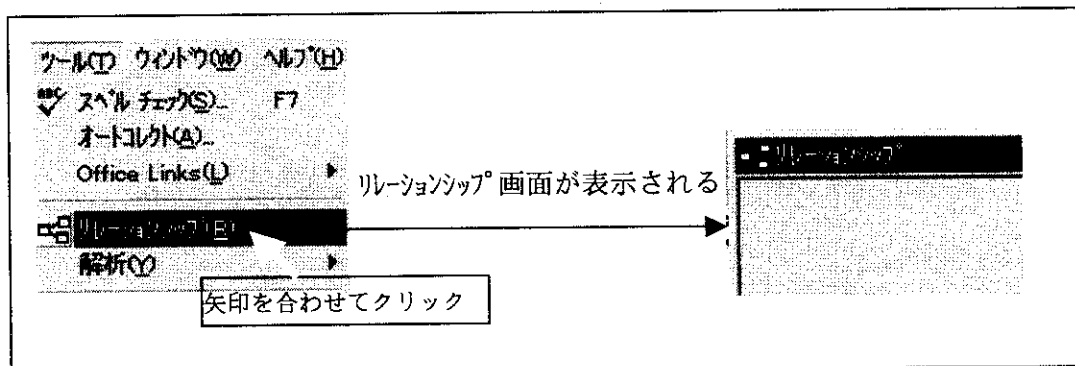 ツール(T) ウィンドウ(W) ヘルプ(H)
ABC スペル チェック(S)... F7
オートコレクト(A)...
Office Links(L)
リレーションシップ(R)...
解析(Y)
矢印を合わせてクリック
ﾘﾚｰｼｮﾝｼｯﾌﾟ 画面が表示される
リレーションシップ